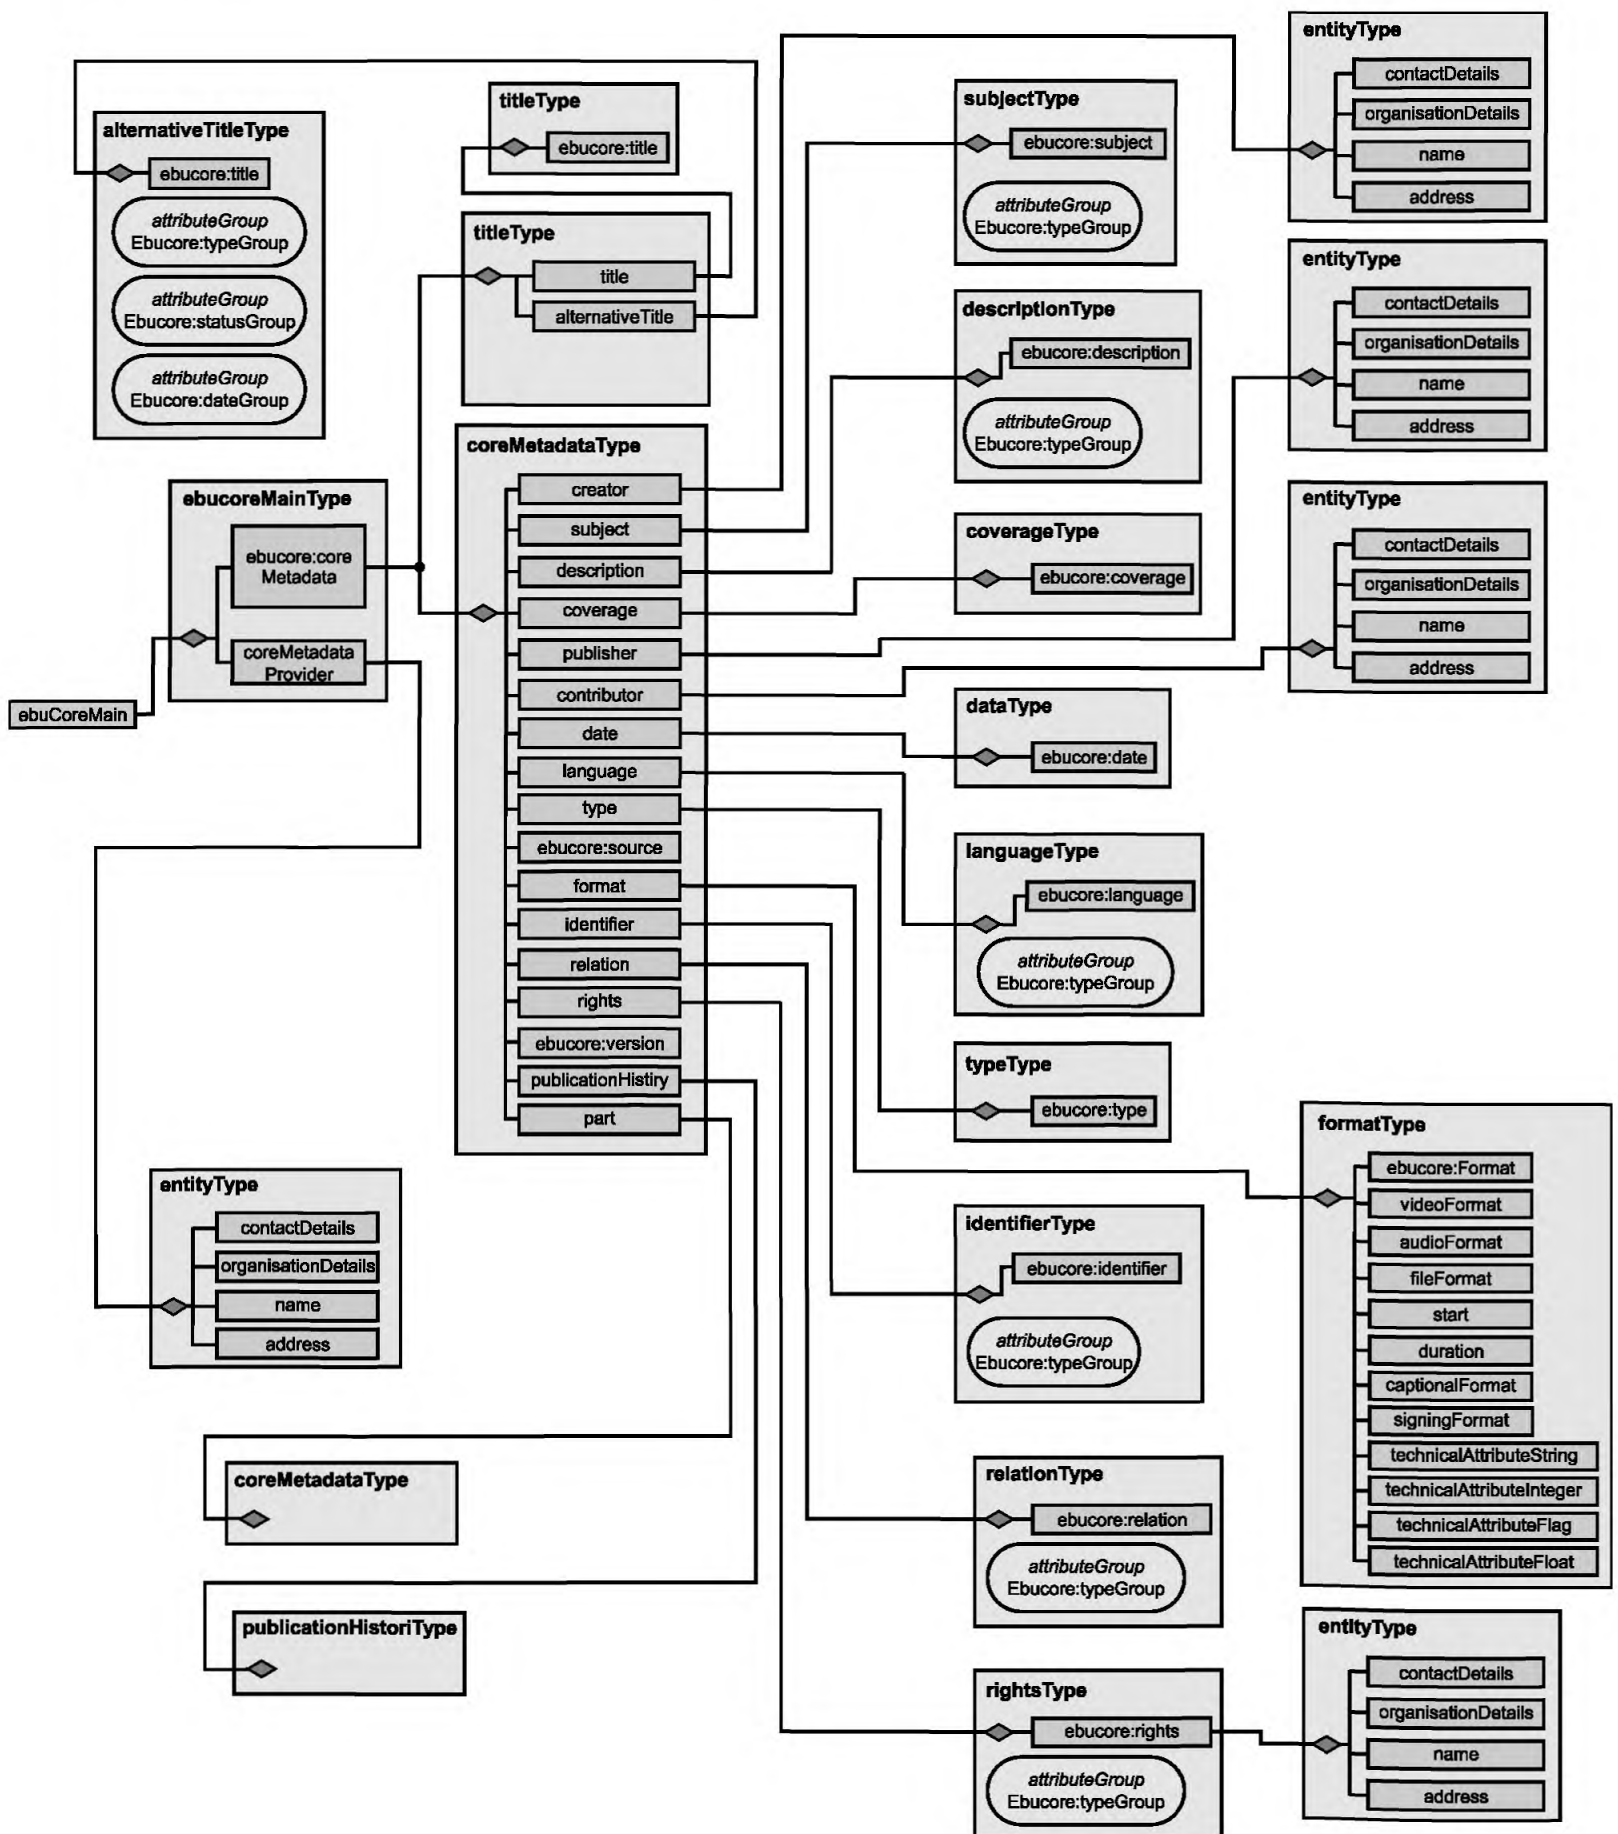 alternativeTitleType
ebucore:title
attributeGroup
Ebucore:typeGroup
attributeGroup
Ebucore:statusGroup
attributeGroup
Ebucore:dateGroup
titleType
ebucore:title
titleType
title
alternativeTitle
ebuCoreMain
ebucoreMainType
ebucore:core
Metadata
coreMetadata
Provider
coreMetadataType
creator
subject
description
coverage
publisher
contributor
date
language
type
ebucore:source
format
identifier
relation
rights
ebucore:version
publicationHistiry
part
entityType
contactDetails
organisationDetails
name
address
coreMetadataType
publicationHistoriType
subjectType
ebucore:subject
attributeGroup
Ebucore:typeGroup
descriptionType
ebucore:description
attributeGroup
Ebucore:typeGroup
coverageType
ebucore:coverage
dataType
ebucore:date
languageType
ebucore:language
attributeGroup
Ebucore:typeGroup
typeType
ebucore:type
identifierType
ebucore:identifier
attributeGroup
Ebucore:typeGroup
relationType
ebucore:relation
attributeGroup
Ebucore:typeGroup
rightsType
ebucore:rights
attributeGroup
Ebucore:typeGroup
entityType
contactDetails
organisationDetails
name
address
entityType
contactDetails
organisationDetails
name
address
entityType
contactDetails
organisationDetails
name
address
formatType
ebucore:Format
videoFormat
audioFormat
fileFormat
start
duration
captionalFormat
signingFormat
technicalAttributeString
technicalAttributeInteger
technicalAttributeFlag
technicalAttributeFloat
entityType
contactDetails
organisationDetails
name
address